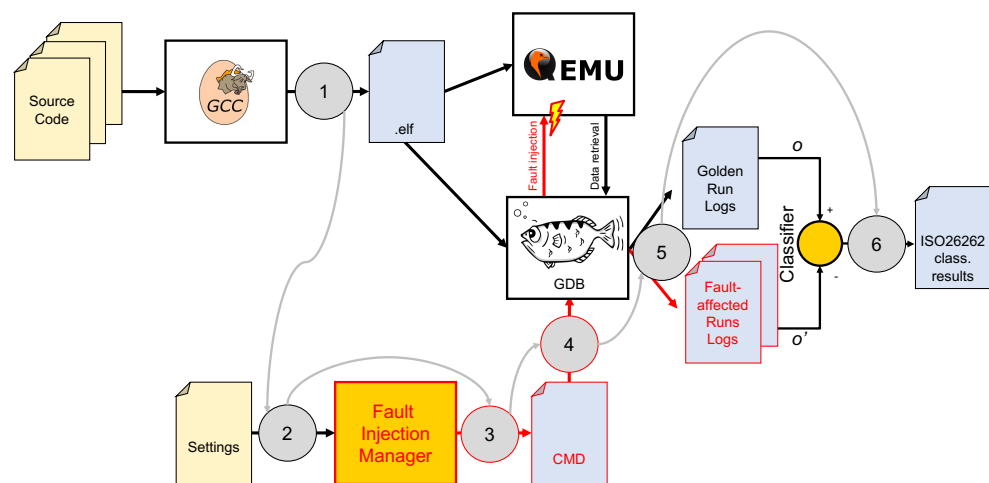 Source
Code
GCC
1
.elf
QEMU
Fault injection
Data retrieval
GDB
5
Golden
Run
Logs
Fault-
affected
Runs
Logs
o
o’
Classifier
+
-
6
ISO26262
class.
results
4
Settings
2
Fault
Injection
Manager
3
CMD